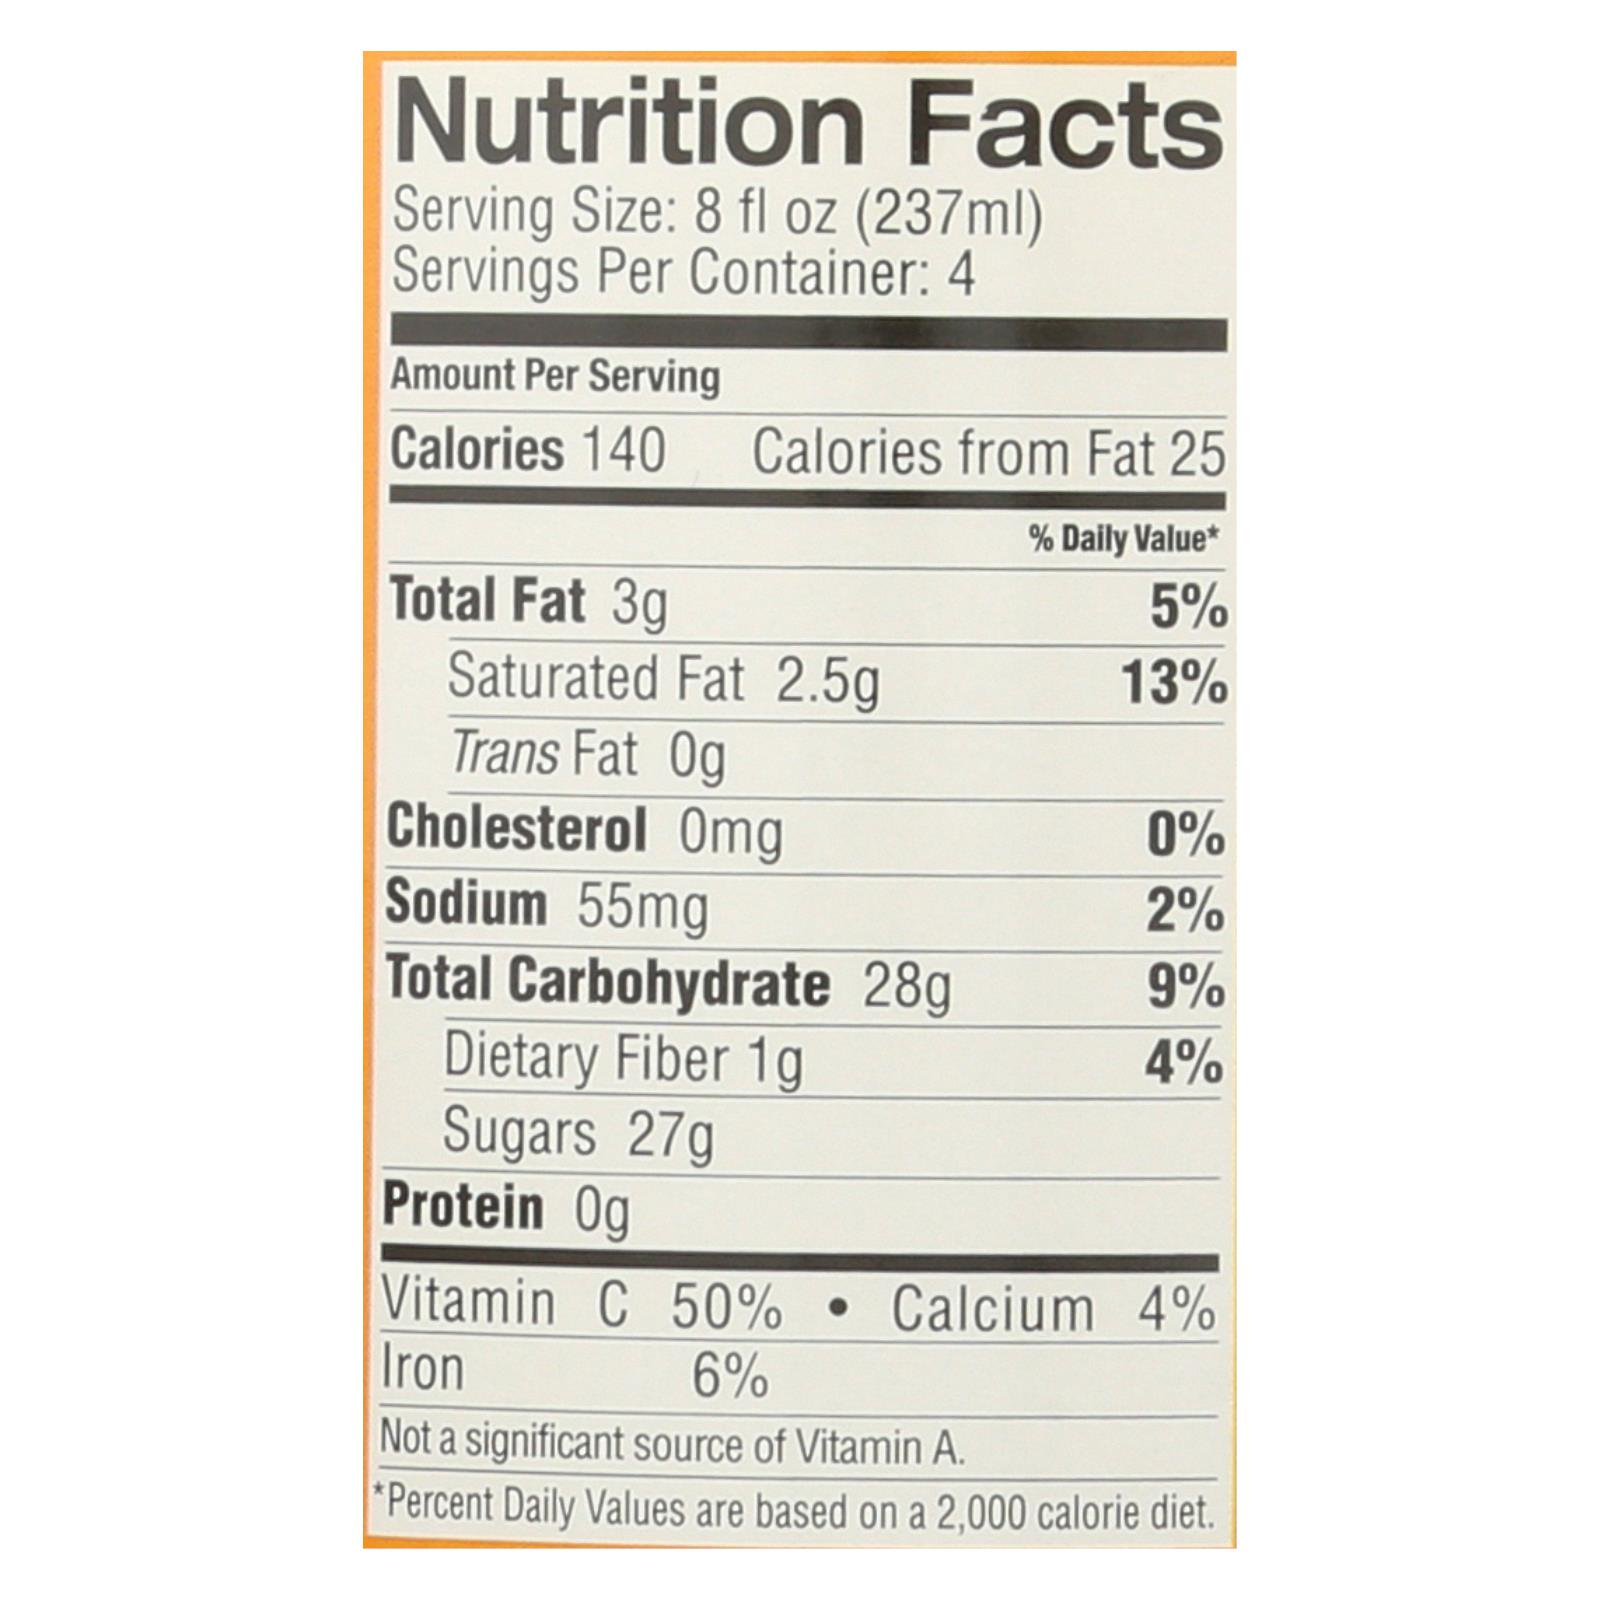 Nutrition Facts
Serving Size: 8 fl oz (237ml)
Servings Per Container: 4
Amount Per Serving
Calories 140 Calories from Fat 25
% Daily Value*
Total Fat 3g 5%
Saturated Fat 2.5g 13%
Trans Fat 0g
Cholesterol 0mg 0%
Sodium 55mg 2%
Total Carbohydrate 28g 9%
Dietary Fiber 1g 4%
Sugars 27g
Protein 0g
Vitamin C 50% • Calcium 4%
Iron 6%
Not a significant source of Vitamin A.
*Percent Daily Values are based on a 2,000 calorie diet.